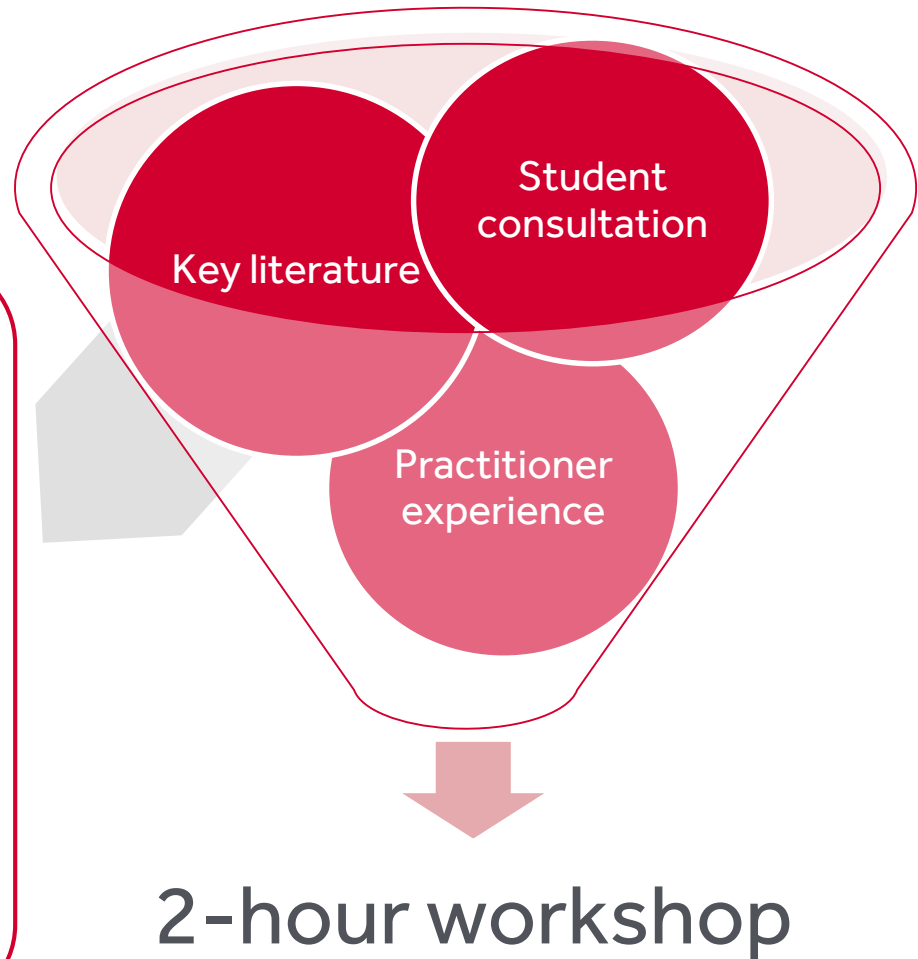 Student
consultation
Key literature
Practitioner
experience
2-hour workshop